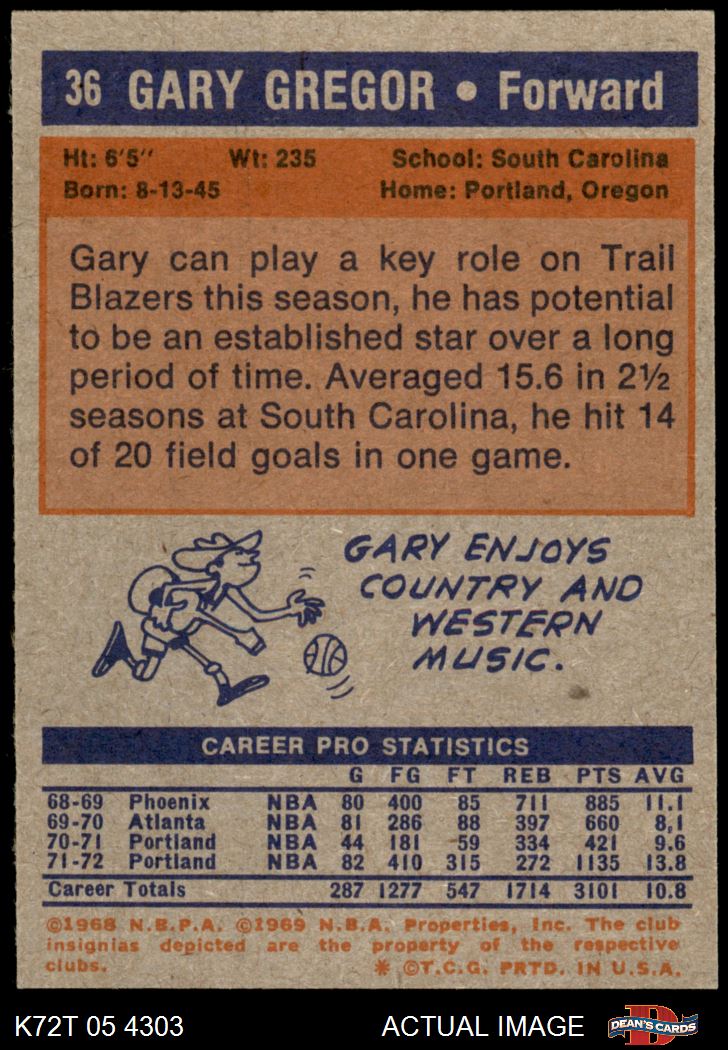 36 GARY GREGOR • Forward
Ht: 6'5'' Wt: 235 School: South Carolina
Born: 8-13-45 Home: Portland, Oregon
Gary can play a key role on Trail
Blazers this season, he has potential
to be an established star over a long
period of time. Averaged 15.6 in 2½
seasons at South Carolina, he hit 14
of 20 field goals in one game.
GARY ENJOYS
COUNTRY AND
WESTERN
MUSIC.
CAREER PRO STATISTICS
G FG FT REB PTS AVG
68-69 Phoenix NBA 80 400 85 711 885 11.1
69-70 Atlanta NBA 81 286 88 397 660 8.1
70-71 Portland NBA 44 181 59 334 421 9.6
71-72 Portland NBA 82 410 315 272 1135 13.8
Career Totals 287 1277 547 1714 3101 10.8
©1968 N.B.P.A. ©1969 N.B.A. Properties, Inc. The club
insignias depicted are the property of the respective
clubs. * ©T.C.G. PRTD. IN U.S.A.
K72T 05 4303 ACTUAL IMAGE D DEAN'S CARDS